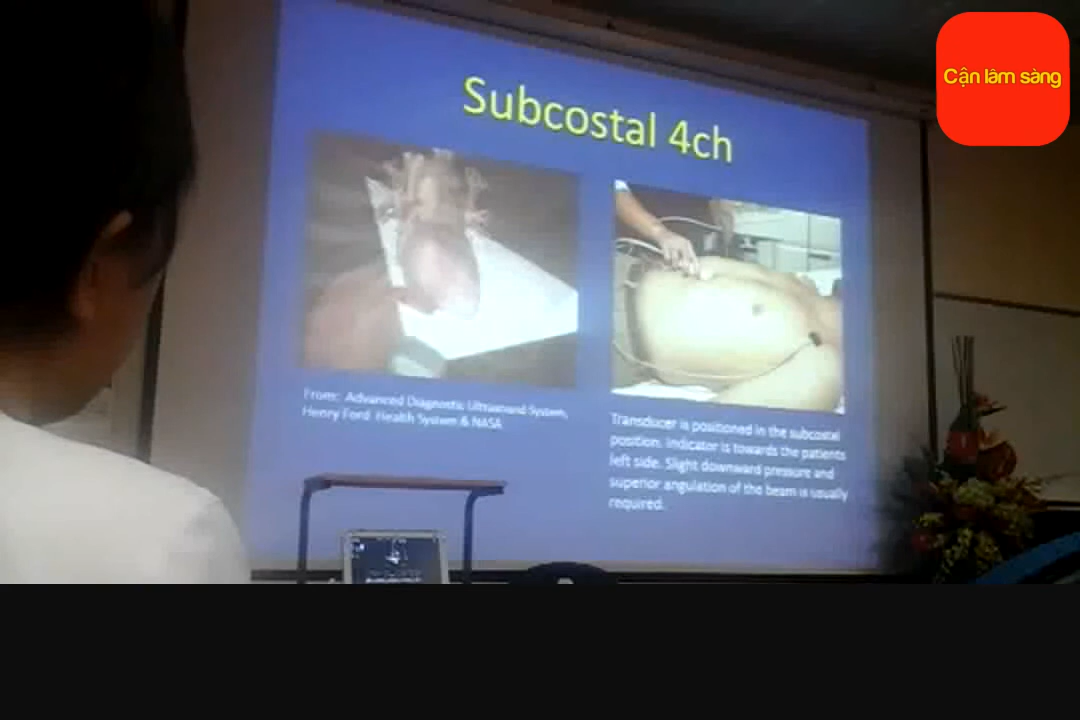 Cận lâm sàng
Subcostal 4ch
From: Advanced Diagnostic Ultrasound System,
Henry Ford Health System & NASA
Transducer is positioned in the subcostal
position. Indicator is towards the patients
left side. Slight downward pressure and
superior angulation of the beam is usually
required.